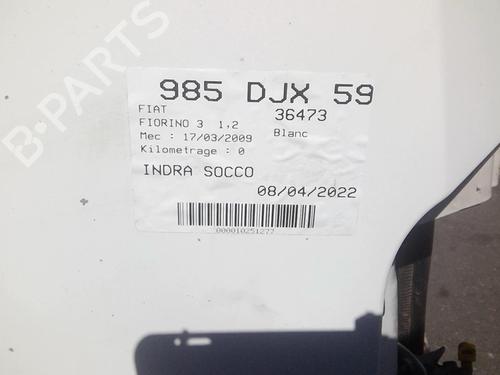 B-PARTS
985 DJX 59
FIAT 36473
FIORINO 3 1,2 Blanc
Mec : 17/03/2009
Kilometrage : 0
INDRA SOCCO
08/04/2022
000010251277